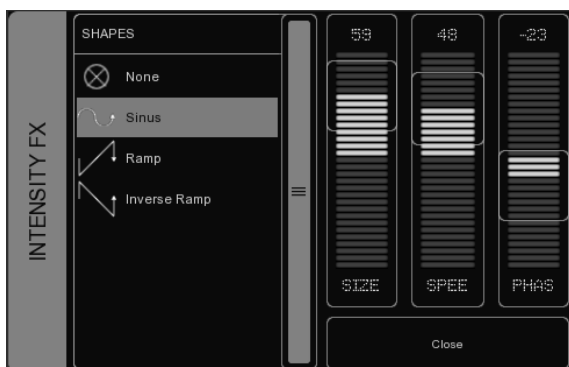 INTENSITY FX
SHAPES
None
Sinus
Ramp
Inverse Ramp
59 48 -23
SIZE SPEE PHAS
Close